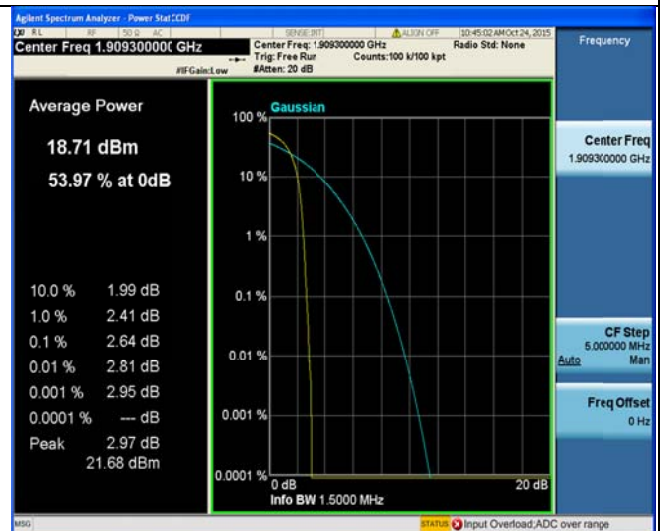 Agilent Spectrum Analyzer - Power Stat CCDF
RL RF 50 Ω AC SENSE:INT ALIGN OFF 10:45:02 AM Oct 24, 2015
Center Freq 1.909300000 GHz
Center Freq: 1.909300000 GHz Radio Std: None
Trig: Free Run Counts:100 k/100 kpt
#IFGain:Low #Atten: 20 dB
Frequency
Average Power
18.71 dBm
53.97 % at 0dB
10.0 % 1.99 dB
1.0 % 2.41 dB
0.1 % 2.64 dB
0.01 % 2.81 dB
0.001 % 2.95 dB
0.0001 % --- dB
Peak 2.97 dB
21.68 dBm
Gaussian
100 %
10 %
1 %
0.1 %
0.01 %
0.001 %
0.0001 %
0 dB 20 dB
Info BW 1.5000 MHz
Center Freq
1.909300000 GHz
CF Step
5.000000 MHz
Auto Man
Freq Offset
0 Hz
MSG STATUS Input Overload;ADC over range